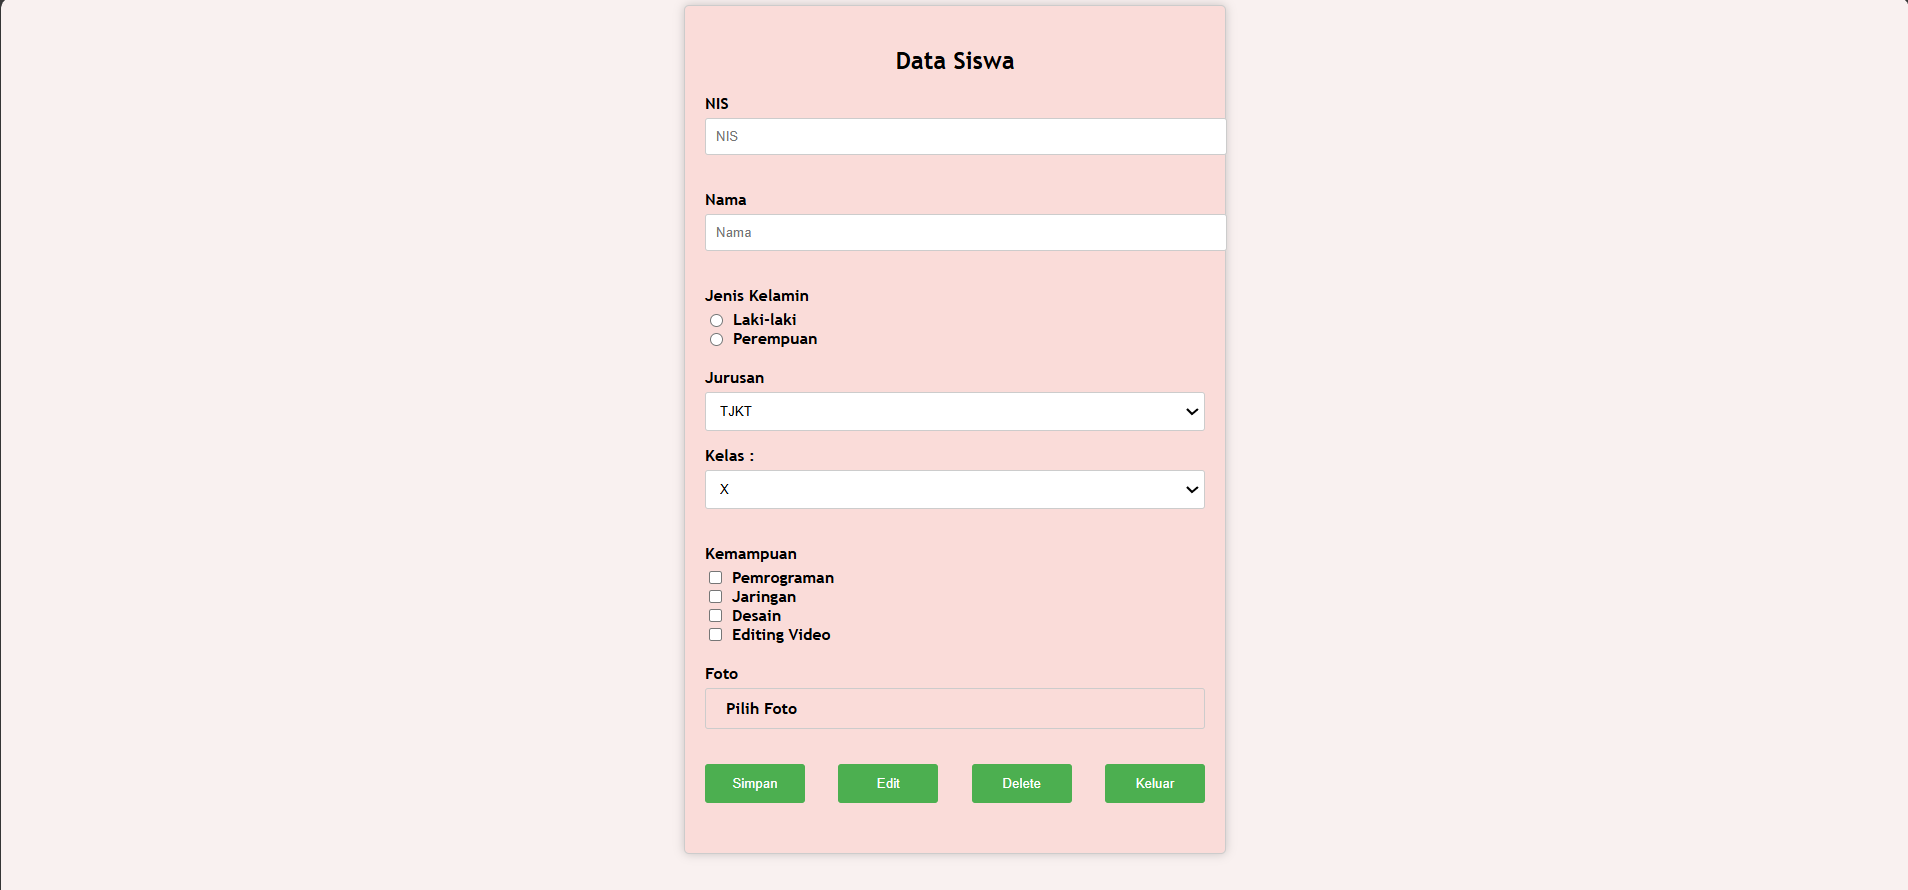 Data Siswa
NIS
NIS
Nama
Nama
Jenis Kelamin
Laki-laki
Perempuan
Jurusan
TJKT
Kelas :
X
Kemampuan
Pemrograman
Jaringan
Desain
Editing Video
Foto
Pilih Foto
Simpan Edit Delete Keluar